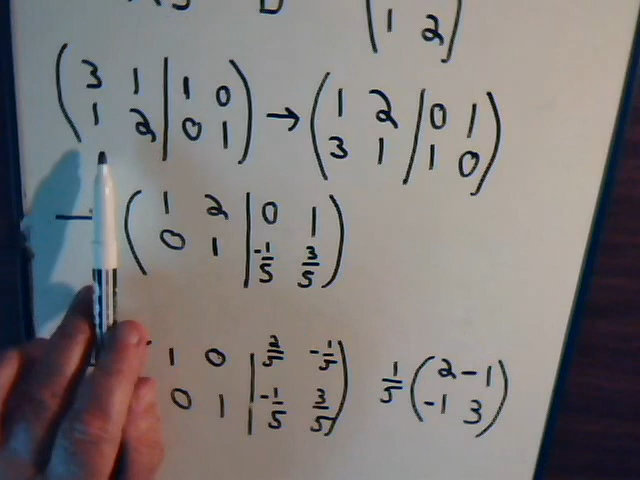 1 2
3 1 | 1 0 → 1 2 | 0 1
1 2 | 0 1 3 1 | 1 0
1 2 | 0 1
0 1 | -1/5 3/5
1 0 | 2/5 -1/5 1/5 ( 2 -1
0 1 | -1/5 3/5 -1 3 )